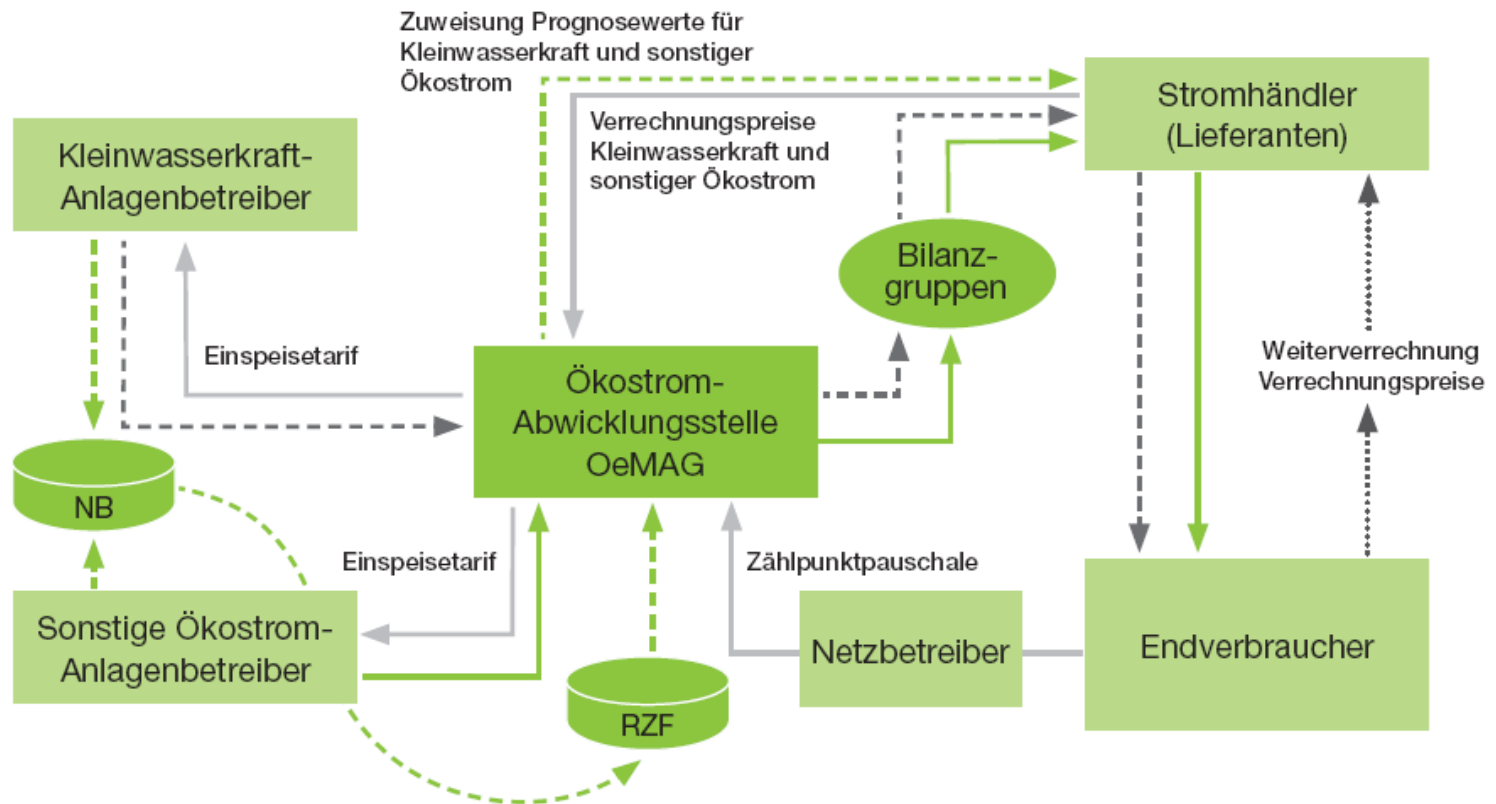 Zuweisung Prognosewerte für
Kleinwasserkraft und sonstiger
Ökostrom
Stromhändler
(Lieferanten)
Verrechnungspreise
Kleinwasserkraft und
sonstiger Ökostrom
Kleinwasserkraft-
Anlagenbetreiber
Bilanz-
gruppen
Einspeisetarif
Weiterverrechnung
Verrechnungspreise
Ökostrom-
Abwicklungsstelle
OeMAG
NB
Einspeisetarif
Zählpunktpauschale
Sonstige Ökostrom-
Anlagenbetreiber
Netzbetreiber
Endverbraucher
RZF